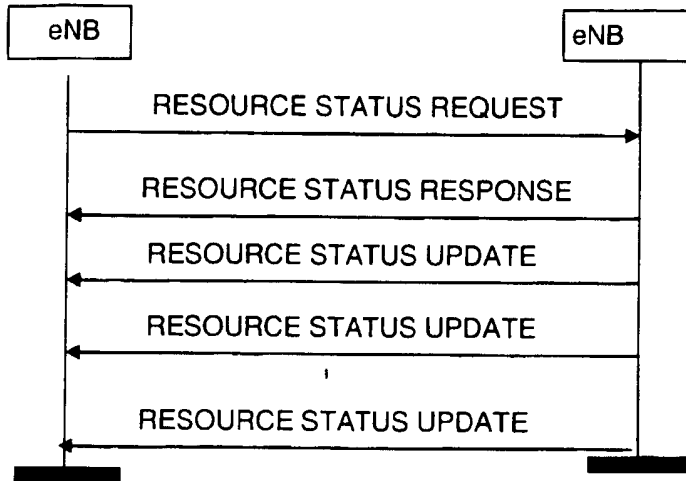 eNB
eNB
RESOURCE STATUS REQUEST
RESOURCE STATUS RESPONSE
RESOURCE STATUS UPDATE
RESOURCE STATUS UPDATE
RESOURCE STATUS UPDATE